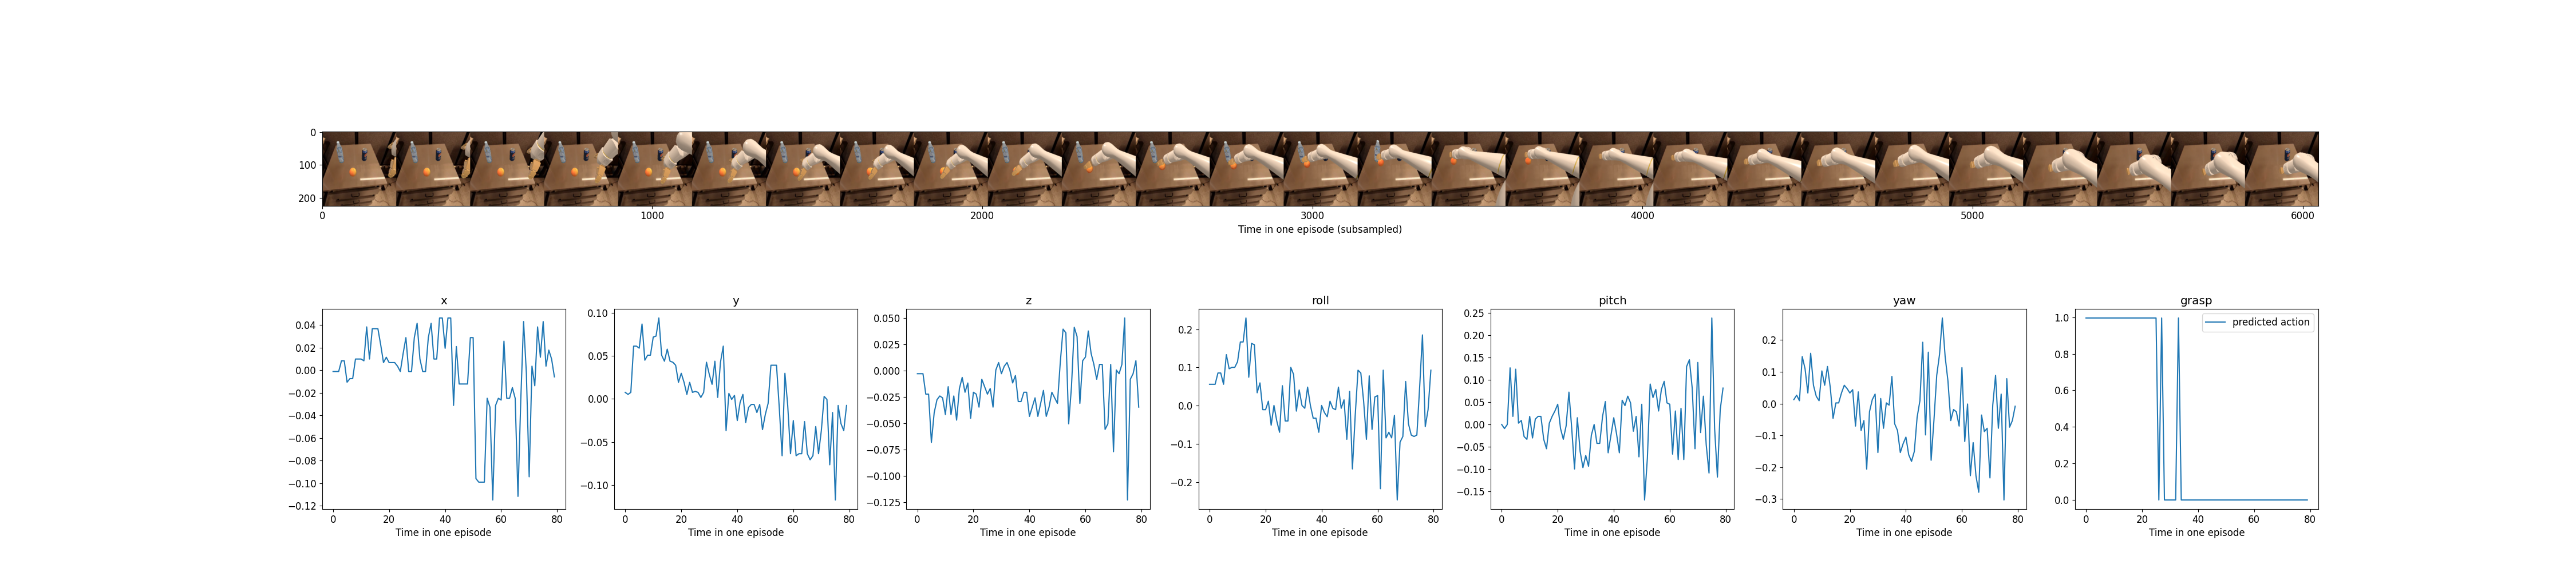 0
100
200
0 1000 2000 3000 4000 5000 6000
Time in one episode (subsampled)
x
0.04
0.02
0.00
−0.02
−0.04
−0.06
−0.08
−0.10
−0.12
0 20 40 60 80
Time in one episode
y
0.10
0.05
0.00
−0.05
−0.10
0 20 40 60 80
Time in one episode
z
0.050
0.025
0.000
−0.025
−0.050
−0.075
−0.100
−0.125
0 20 40 60 80
Time in one episode
roll
0.2
0.1
0.0
−0.1
−0.2
0 20 40 60 80
Time in one episode
pitch
0.25
0.20
0.15
0.10
0.05
0.00
−0.05
−0.10
−0.15
0 20 40 60 80
Time in one episode
yaw
0.2
0.1
0.0
−0.1
−0.2
−0.3
0 20 40 60 80
Time in one episode
grasp
predicted action
1.0
0.8
0.6
0.4
0.2
0.0
0 20 40 60 80
Time in one episode